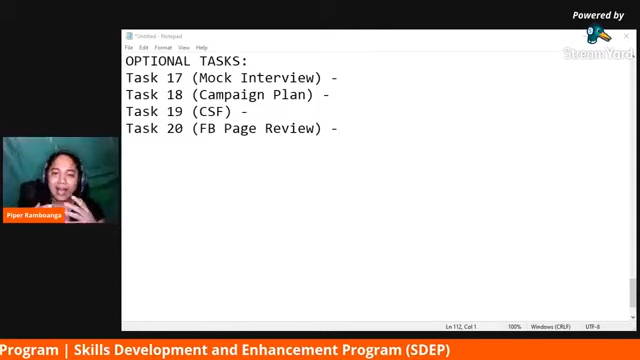 Powered by
StreamYard
*Untitled - Notepad
File Edit Format View Help
OPTIONAL TASKS:
Task 17 (Mock Interview) -
Task 18 (Campaign Plan) -
Task 19 (CSF) -
Task 20 (FB Page Review) -
Piper Ramboanga
Ln 112, Col 1 100% Windows (CRLF) UTF-8
Program | Skills Development and Enhancement Program (SDEP)